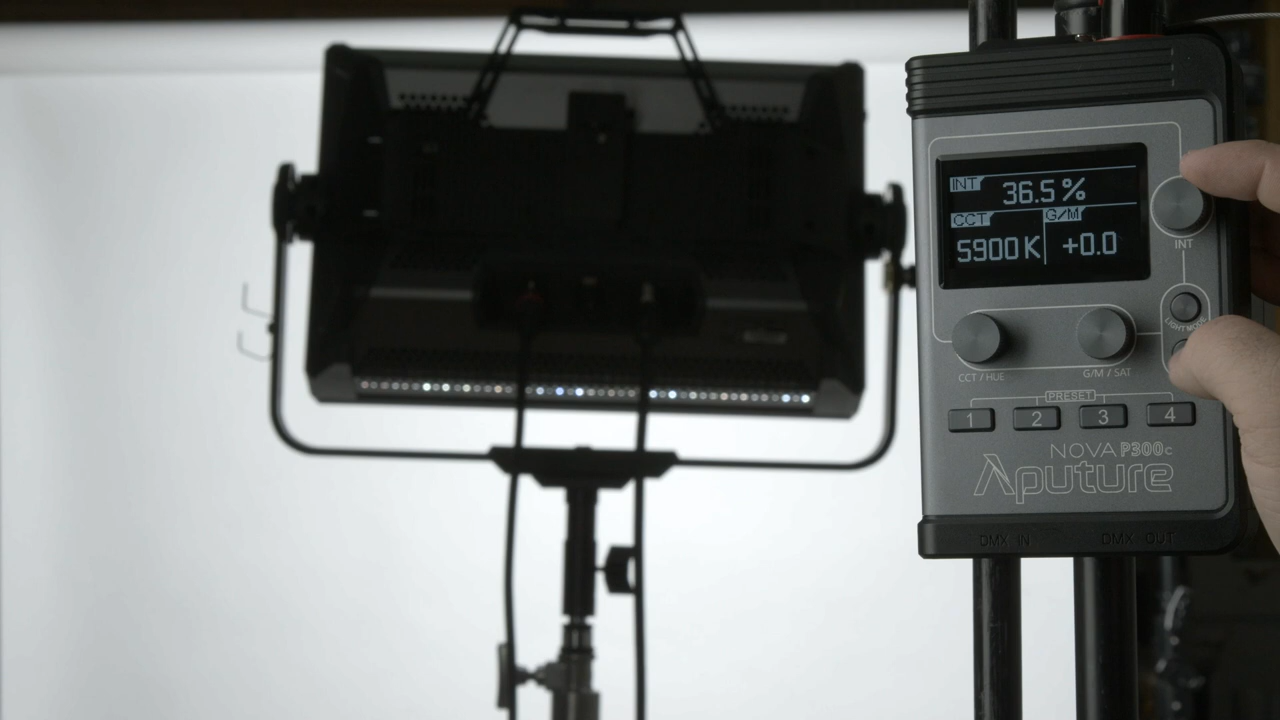 INT
36.5%
CCT
G/M
5900K
+0.0
INT
LIGHT MODE
CCT / HUE
G/M / SAT
PRESET
1
2
3
4
NOVA P300c
Aputure
DMX IN
DMX OUT